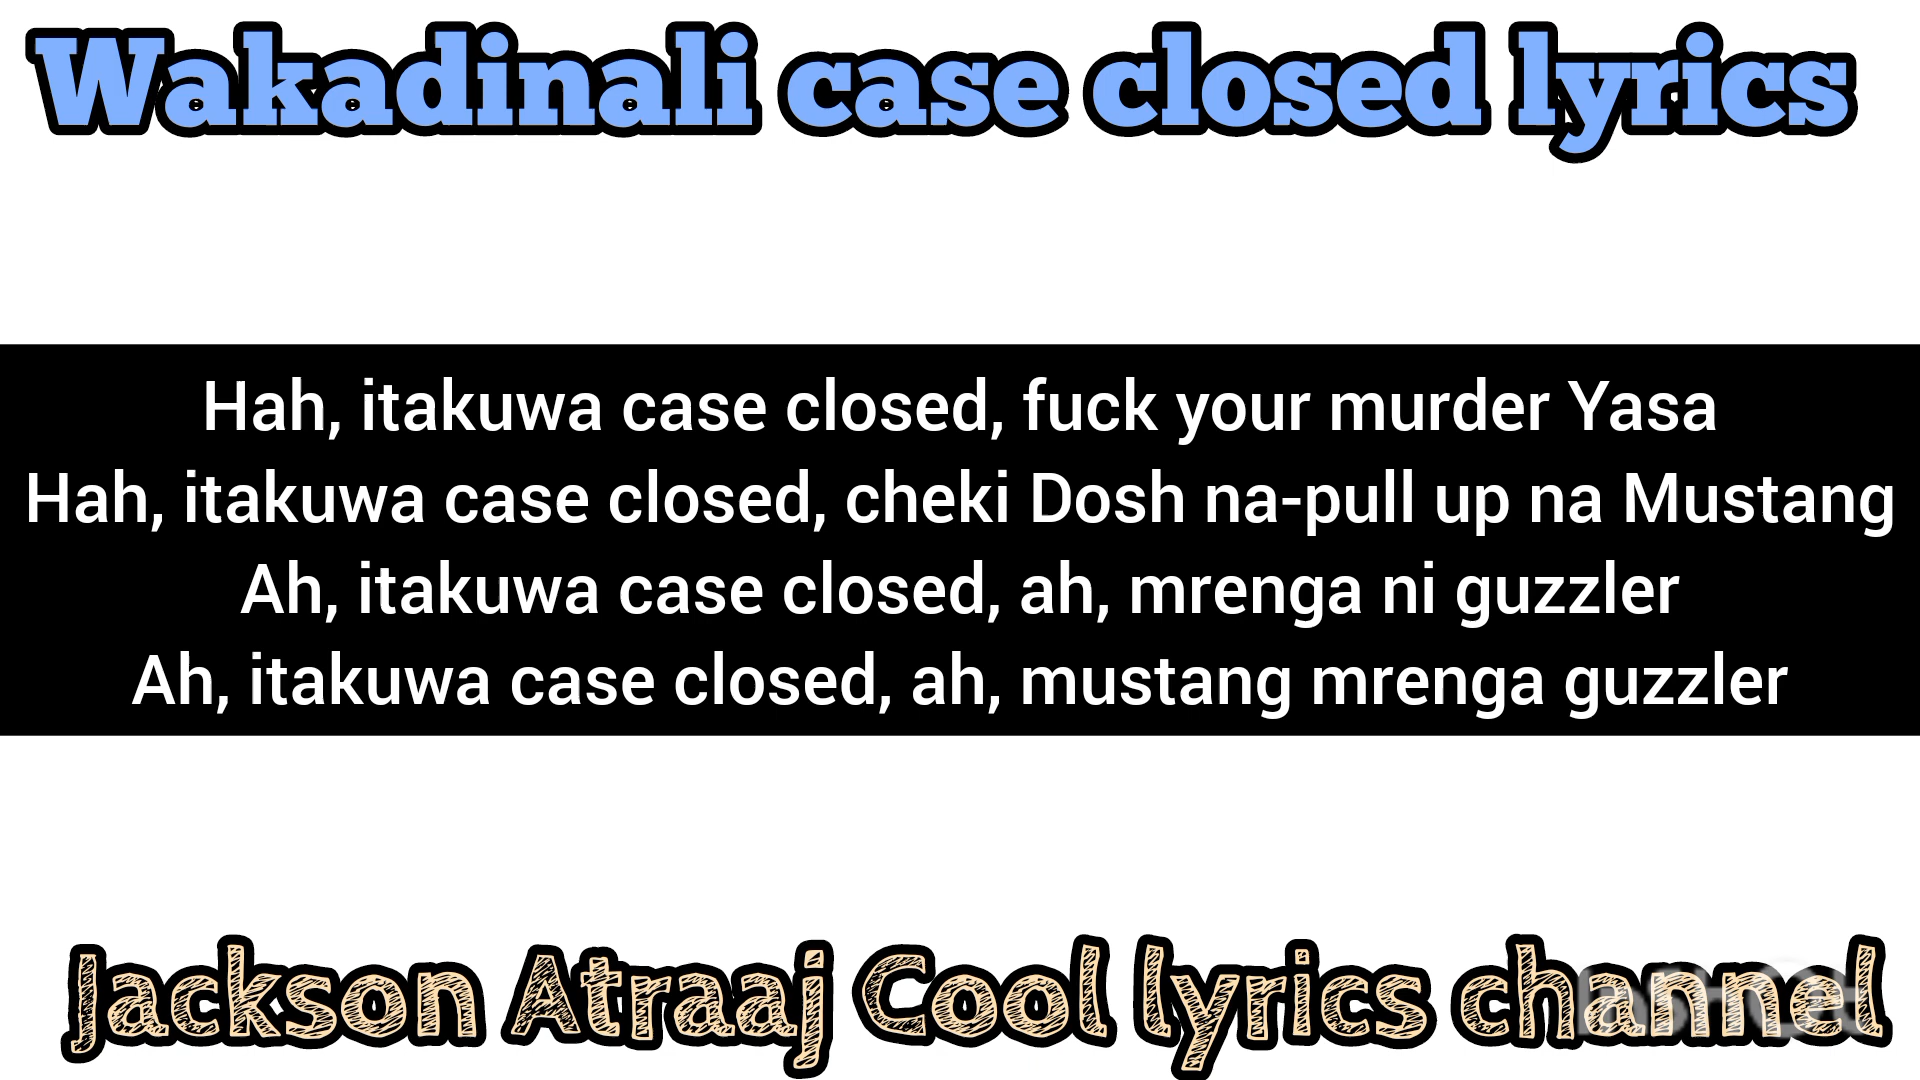 Wakadinali case closed lyrics
Hah, itakuwa case closed, fuck your murder Yasa
Hah, itakuwa case closed, cheki Dosh na-pull up na Mustang
Ah, itakuwa case closed, ah, mrenga ni guzzler
Ah, itakuwa case closed, ah, mustang mrenga guzzler
Jackson Atraaj Cool lyrics channel